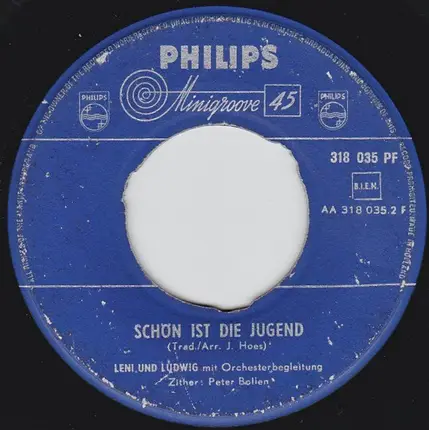 PHILIPS
Minigroove 45
PHILIPS
PHILIPS
318 035 PF
B.I.E.M.
AA 318 035.2 F
SCHÖN IST DIE JUGEND
(Trad./Arr. J. Hoes)
LENI UND LUDWIG mit Orchesterbegleitung
Zither: Peter Bollen